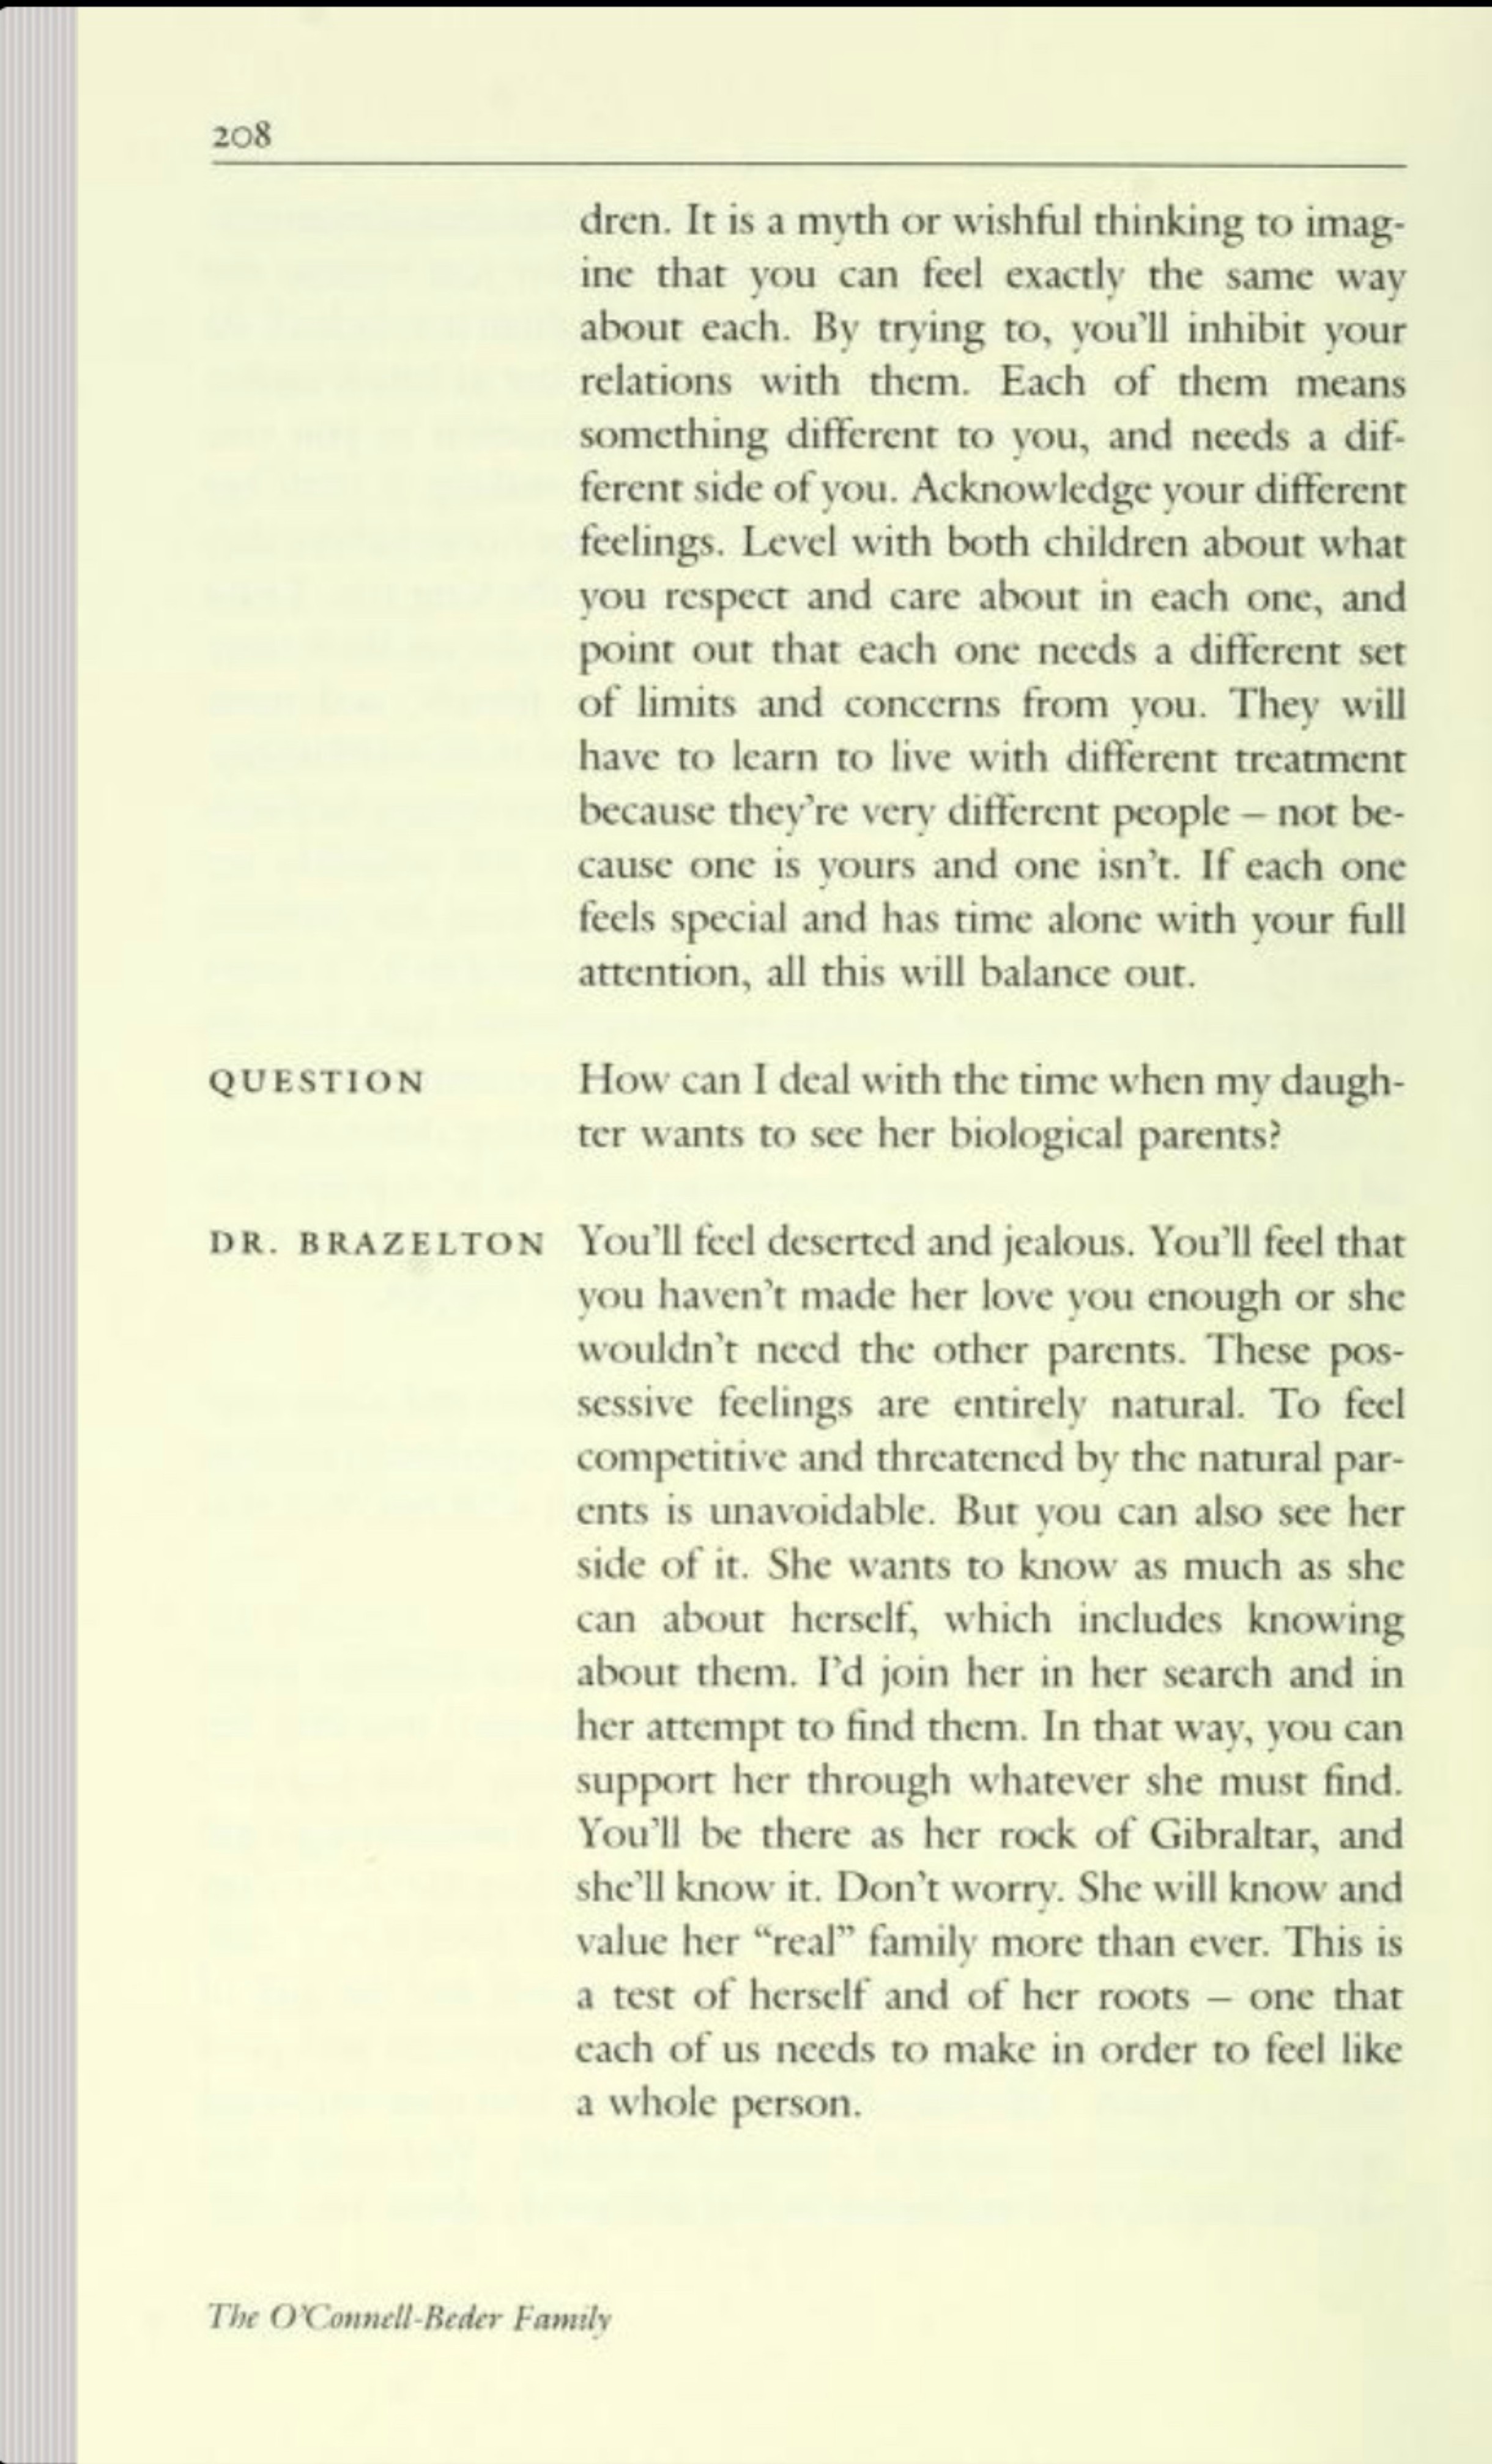 208
dren. It is a myth or wishful thinking to imag-
ine that you can feel exactly the same way
about each. By trying to, you'll inhibit your
relations with them. Each of them means
something different to you, and needs a dif-
ferent side of you. Acknowledge your different
feelings. Level with both children about what
you respect and care about in each one, and
point out that each one needs a different set
of limits and concerns from you. They will
have to learn to live with different treatment
because they're very different people – not be-
cause one is yours and one isn't. If each one
feels special and has time alone with your full
attention, all this will balance out.
QUESTION How can I deal with the time when my daugh-
ter wants to see her biological parents?
DR. BRAZELTON You'll feel deserted and jealous. You'll feel that
you haven't made her love you enough or she
wouldn't need the other parents. These pos-
sessive feelings are entirely natural. To feel
competitive and threatened by the natural par-
ents is unavoidable. But you can also see her
side of it. She wants to know as much as she
can about herself, which includes knowing
about them. I'd join her in her search and in
her attempt to find them. In that way, you can
support her through whatever she must find.
You'll be there as her rock of Gibraltar, and
she'll know it. Don't worry. She will know and
value her “real” family more than ever. This is
a test of herself and of her roots – one that
each of us needs to make in order to feel like
a whole person.
The O'Connell-Beder Family